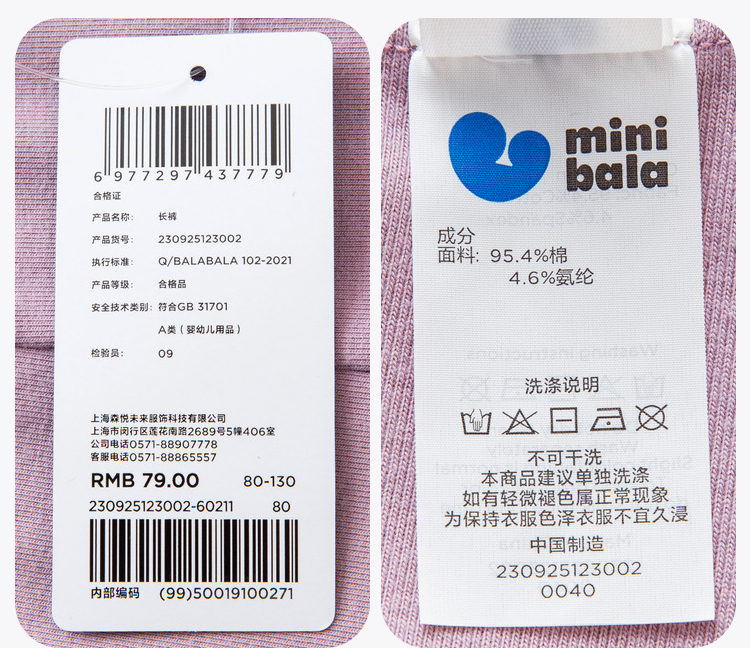 6 977297 437779
合格证
产品名称: 长裤
产品货号: 230925123002
执行标准: Q/BALABALA 102-2021
产品等级: 合格品
安全技术类别: 符合GB 31701
A类（婴幼儿用品）
检验员: 09
上海森悦未来服饰科技有限公司
上海市闵行区莲花南路2689号5幢406室
公司电话0571-88907778
客服电话0571-88865557
RMB 79.00 80-130
230925123002-60211 80
内部编码 (99)50019100271
mini
bala
成分
面料: 95.4%棉
4.6%氨纶
洗涤说明
不可干洗
本商品建议单独洗涤
如有轻微褪色属正常现象
为保持衣服色泽衣服不宜久浸
中国制造
230925123002
0040